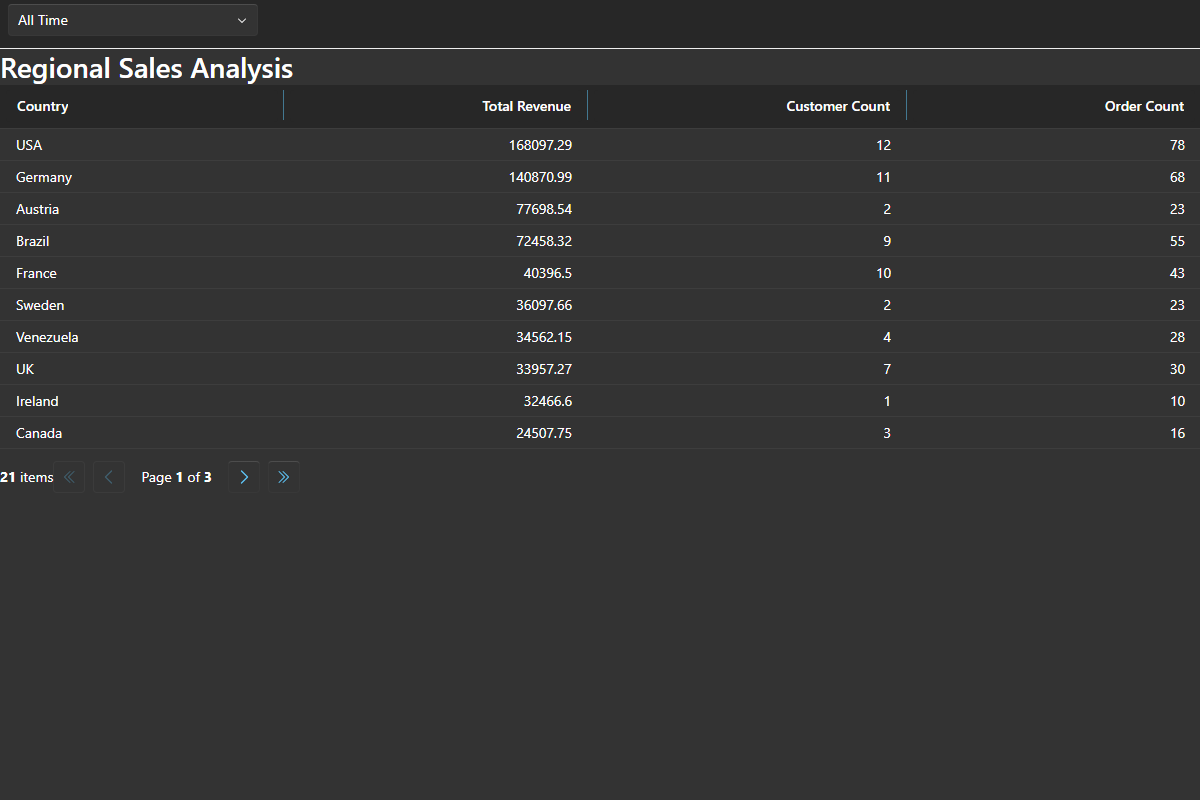 All Time
Regional Sales Analysis
Country Total Revenue Customer Count Order Count
USA 168097.29 12 78
Germany 140870.99 11 68
Austria 77698.54 2 23
Brazil 72458.32 9 55
France 40396.5 10 43
Sweden 36097.66 2 23
Venezuela 34562.15 4 28
UK 33957.27 7 30
Ireland 32466.6 1 10
Canada 24507.75 3 16
21 items Page 1 of 3